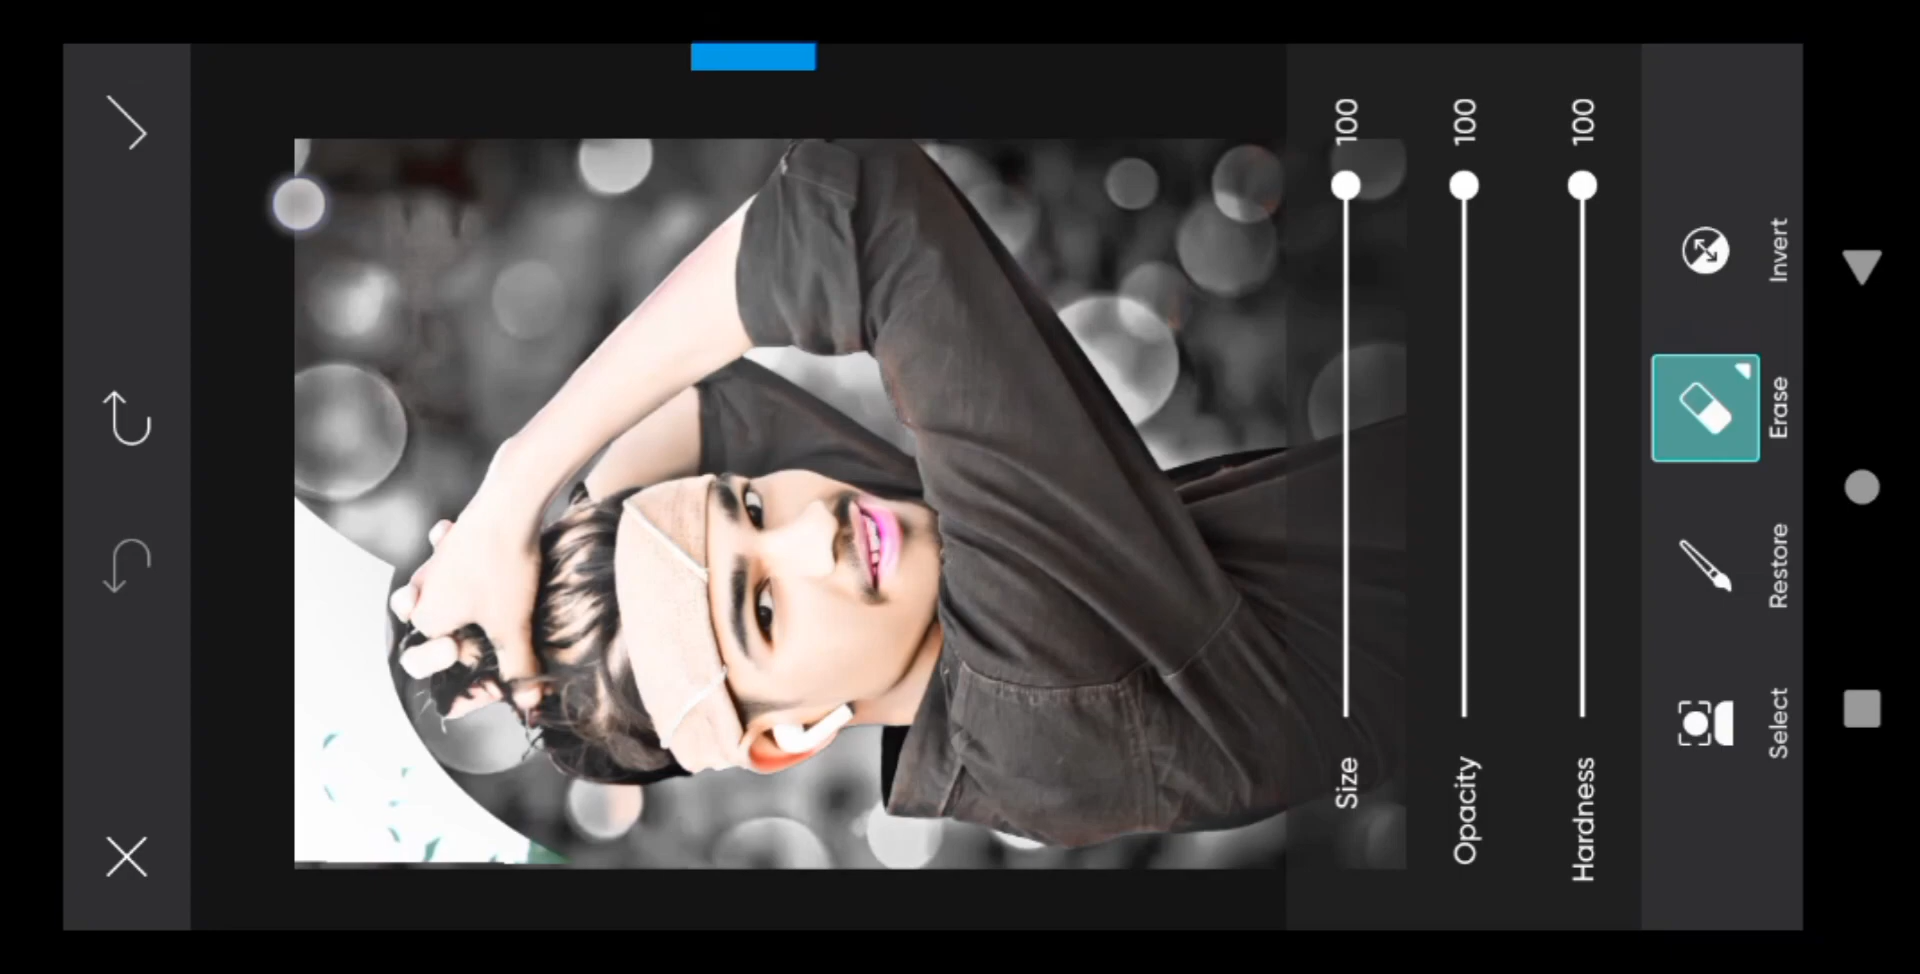 Size 100
Opacity 100
Hardness 100
Select
Restore
Erase
Invert